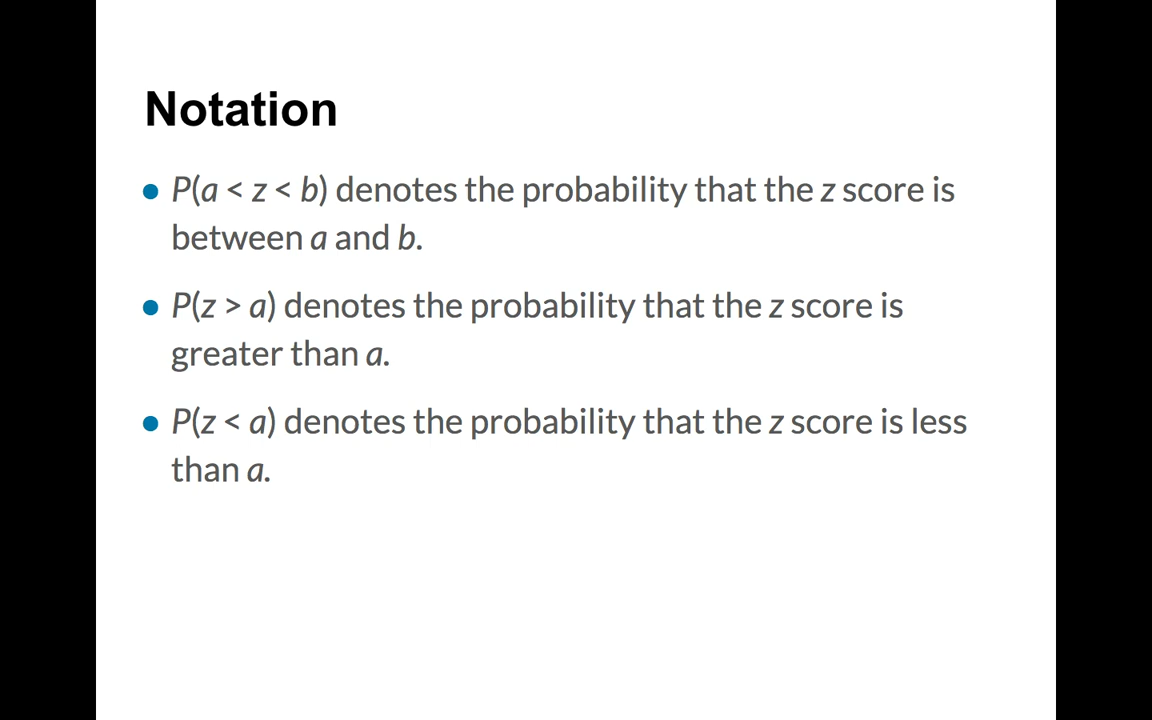 Notation
• P(a < z < b) denotes the probability that the z score is
between a and b.
• P(z > a) denotes the probability that the z score is
greater than a.
• P(z < a) denotes the probability that the z score is less
than a.